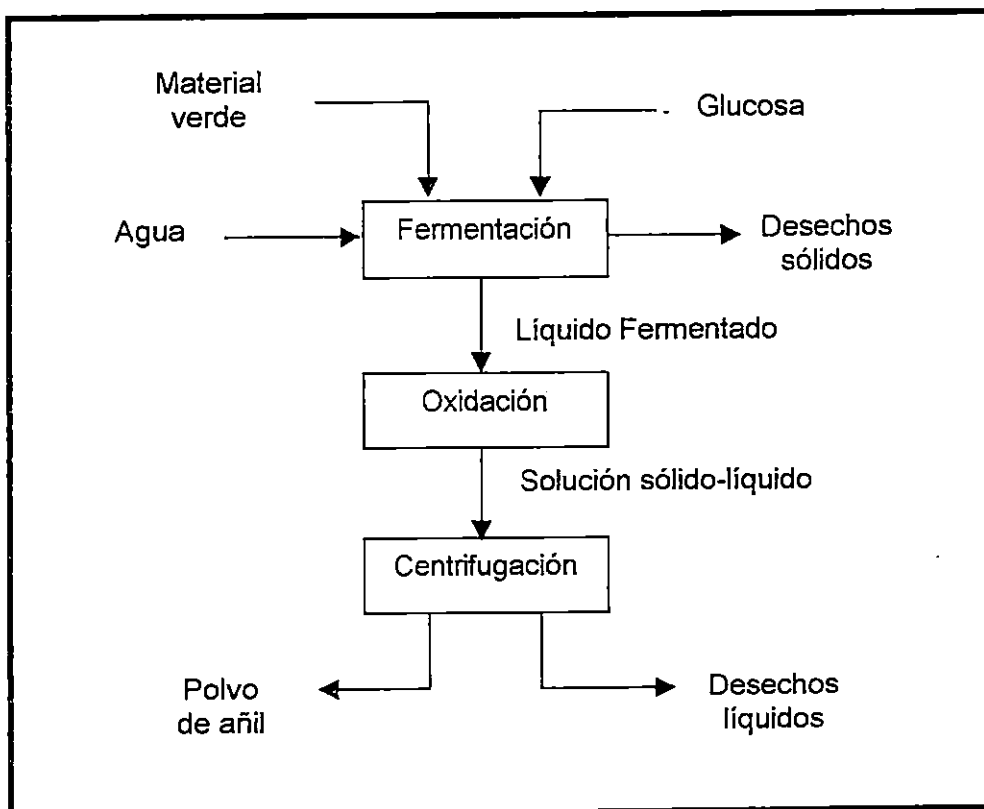 Material
verde
Glucosa
Agua
Fermentación
Desechos
sólidos
Líquido Fermentado
Oxidación
Solución sólido-líquido
Centrifugación
Polvo
de añil
Desechos
líquidos